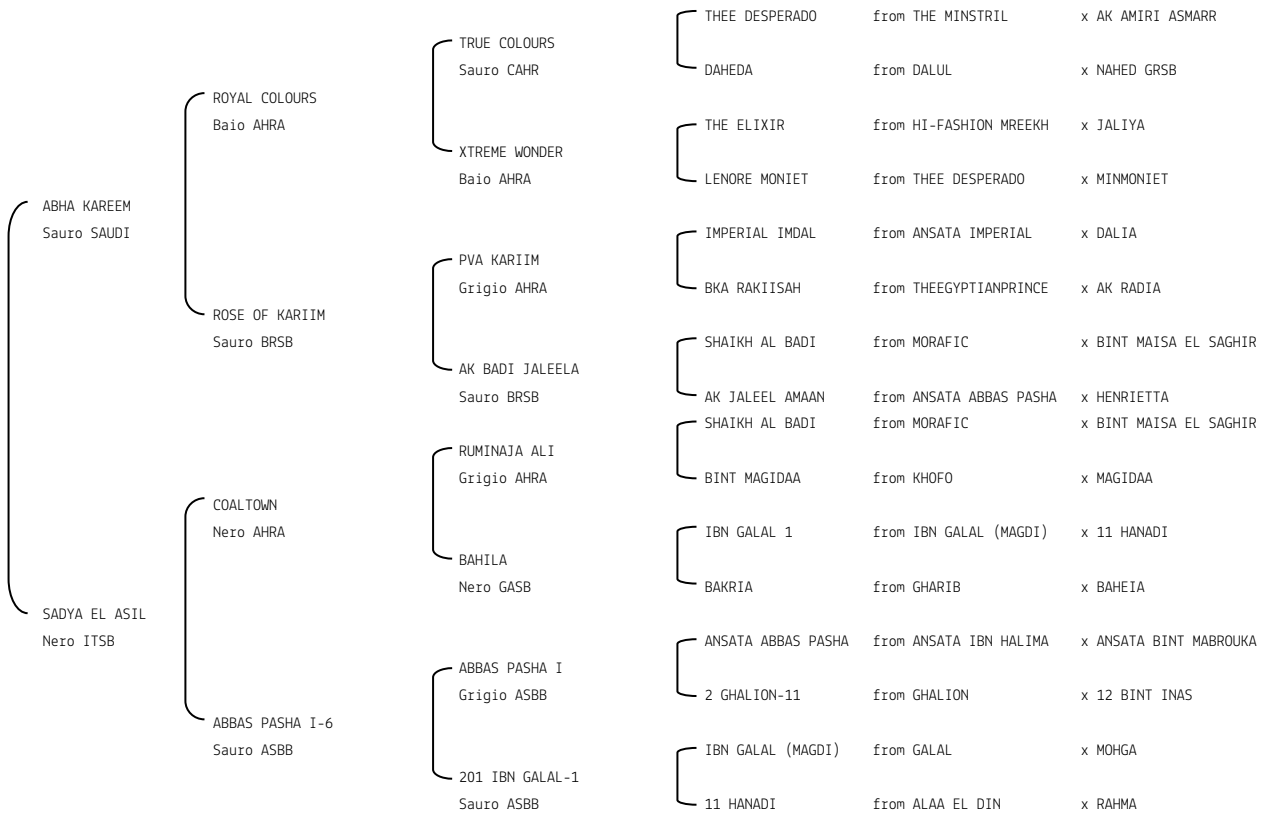 THEE DESPERADO from THE MINSTRIL x AK AMIRI ASMARR
TRUE COLOURS
Sauro CAHR
DAHEDA from DALUL x NAHED GRSB
ROYAL COLOURS
Baio AHRA
THE ELIXIR from HI-FASHION MREEKH x JALIYA
XTREME WONDER
Baio AHRA
LENORE MONIET from THEE DESPERADO x MINMONIET
ABHA KAREEM
Sauro SAUDI
IMPERIAL IMDAL from ANSATA IMPERIAL x DALIA
PVA KARIIM
Grigio AHRA
BKA RAKIISAH from THEEGYPTIANPRINCE x AK RADIA
ROSE OF KARIIM
Sauro BRSB
SHAIKH AL BADI from MORAFIC x BINT MAISA EL SAGHIR
AK BADI JALEELA
Sauro BRSB
AK JALEEL AMAAN from ANSATA ABBAS PASHA x HENRIETTA
SHAIKH AL BADI from MORAFIC x BINT MAISA EL SAGHIR
RUMINAJA ALI
Grigio AHRA
BINT MAGIDAA from KHOFO x MAGIDAA
COALTOWN
Nero AHRA
IBN GALAL 1 from IBN GALAL (MAGDI) x 11 HANADI
BAHILA
Nero GASB
BAKRIA from GHARIB x BAHEIA
SADYA EL ASIL
Nero ITSB
ANSATA ABBAS PASHA from ANSATA IBN HALIMA x ANSATA BINT MABROUKA
ABBAS PASHA I
Grigio ASBB
2 GHALION-11 from GHALION x 12 BINT INAS
ABBAS PASHA I-6
Sauro ASBB
IBN GALAL (MAGDI) from GALAL x MOHGA
201 IBN GALAL-1
Sauro ASBB
11 HANADI from ALAA EL DIN x RAHMA